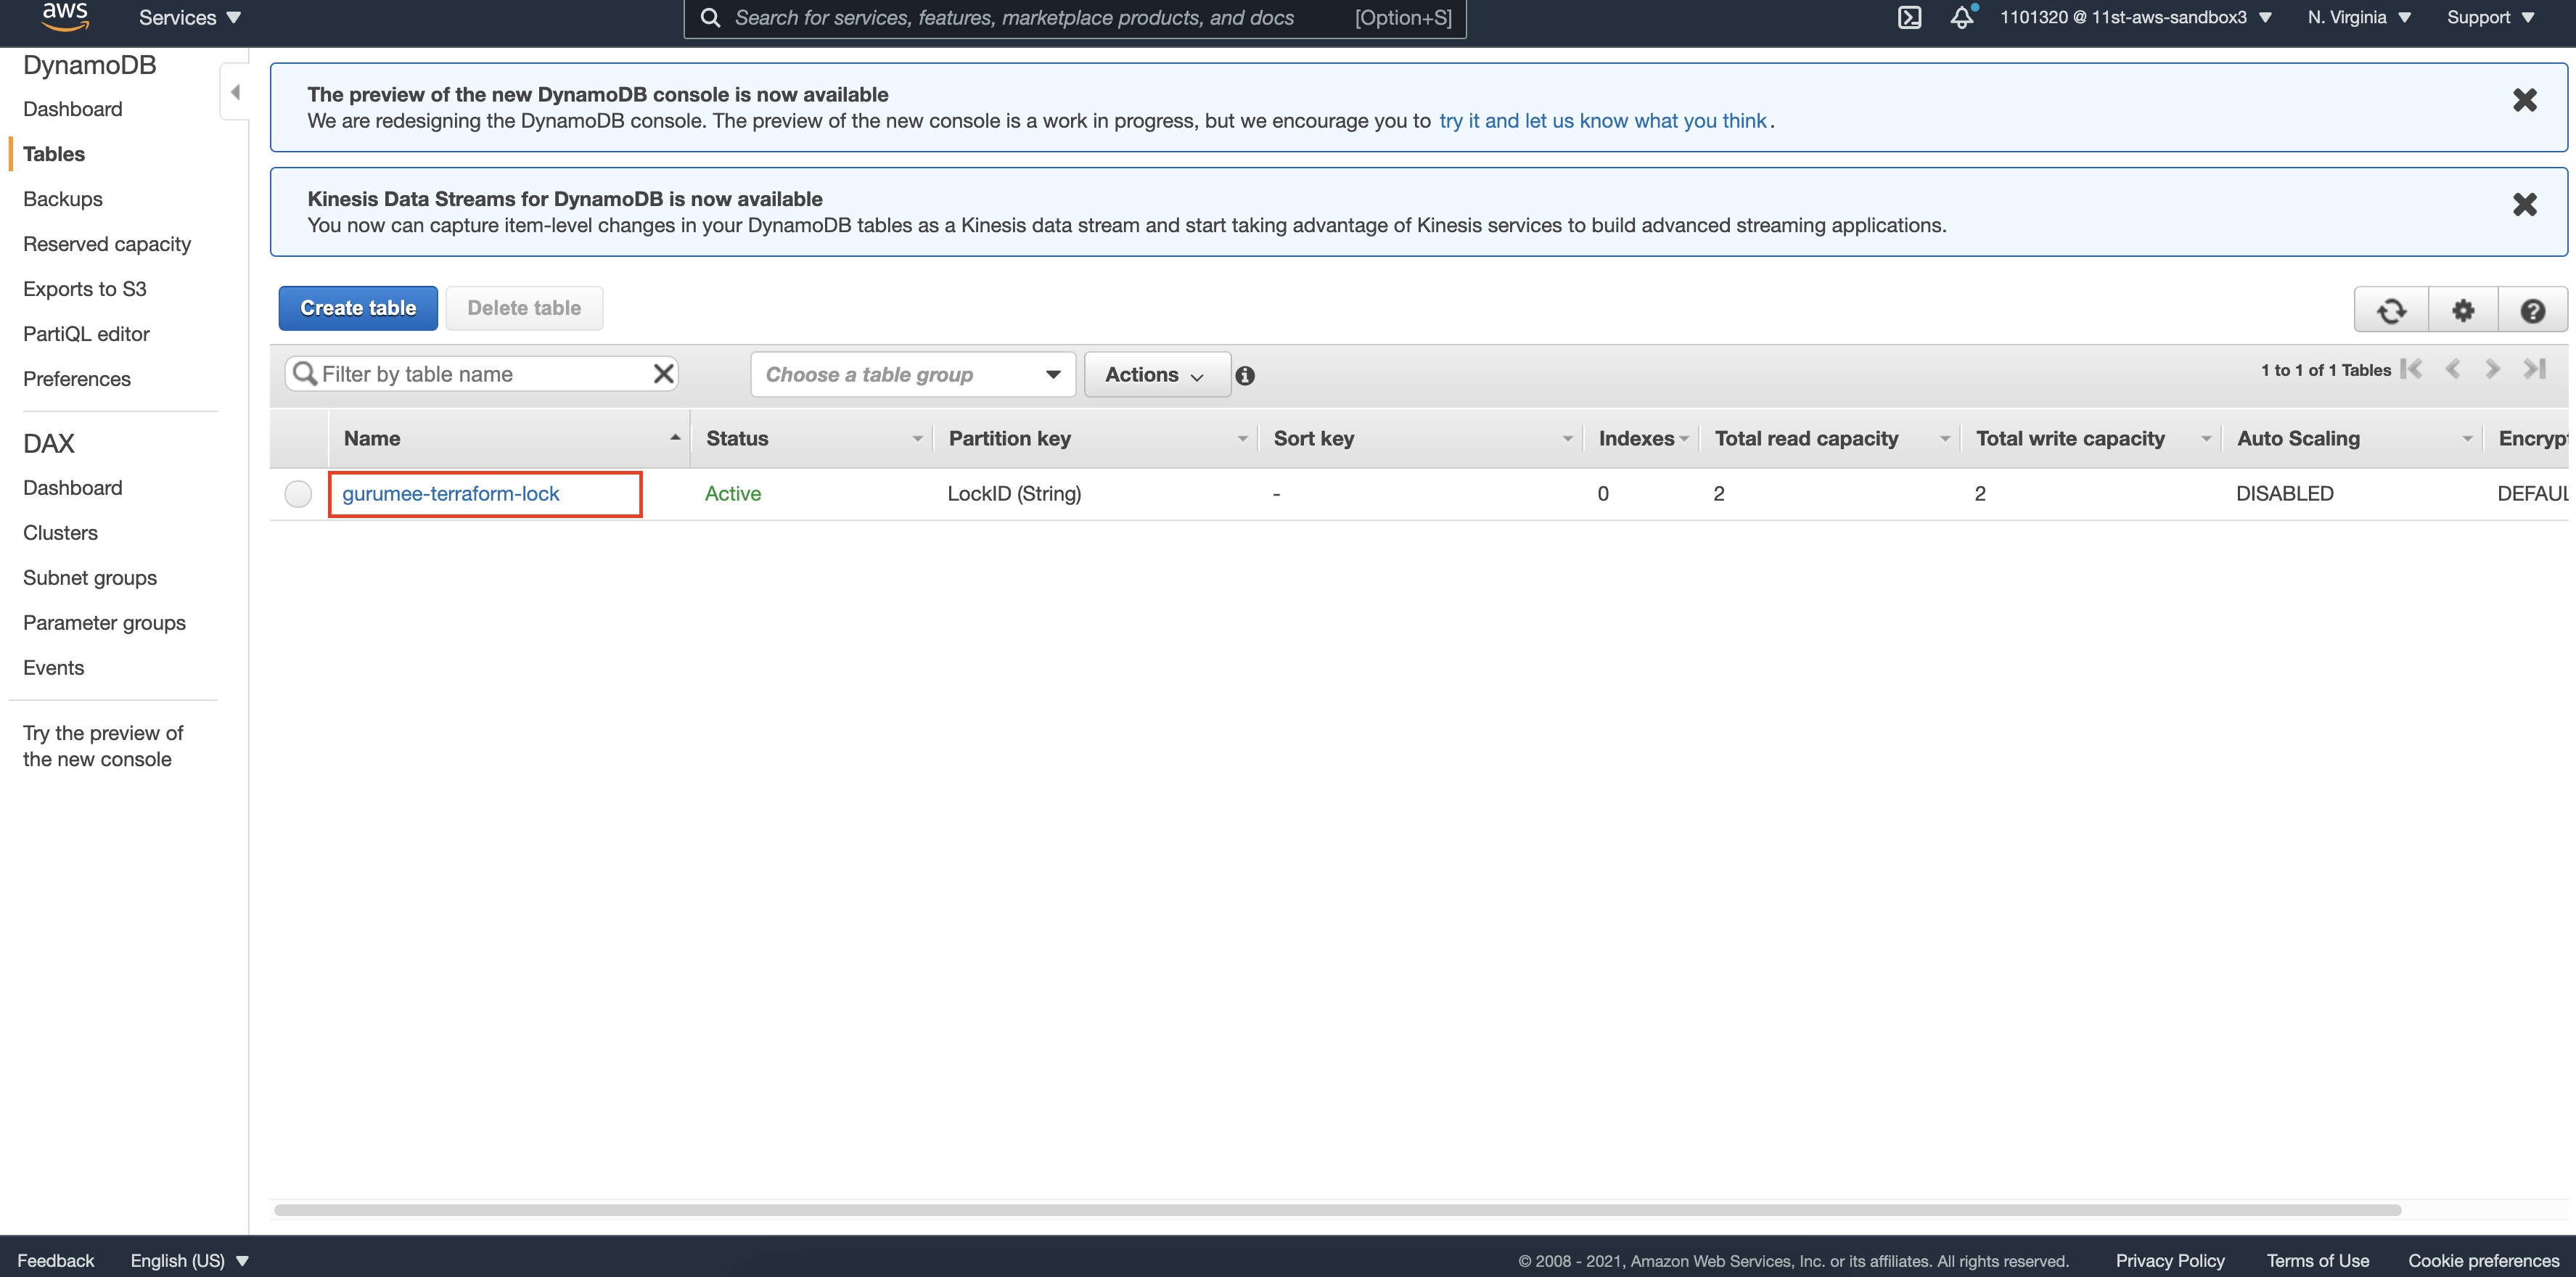 aws
Services
Search for services, features, marketplace products, and docs
[Option+S]
1101320 @ 11st-aws-sandbox3
N. Virginia
Support
DynamoDB
Dashboard
Tables
Backups
Reserved capacity
Exports to S3
PartiQL editor
Preferences
DAX
Dashboard
Clusters
Subnet groups
Parameter groups
Events
Try the preview of
the new console
The preview of the new DynamoDB console is now available
We are redesigning the DynamoDB console. The preview of the new console is a work in progress, but we encourage you to try it and let us know what you think.
Kinesis Data Streams for DynamoDB is now available
You now can capture item-level changes in your DynamoDB tables as a Kinesis data stream and start taking advantage of Kinesis services to build advanced streaming applications.
Create table
Delete table
Filter by table name
Choose a table group
Actions
1 to 1 of 1 Tables
Name Status Partition key Sort key Indexes Total read capacity Total write capacity Auto Scaling Encryp
gurumee-terraform-lock Active LockID (String) - 0 2 2 DISABLED DEFAUL
Feedback
English (US)
© 2008 - 2021, Amazon Web Services, Inc. or its affiliates. All rights reserved.
Privacy Policy
Terms of Use
Cookie preferences